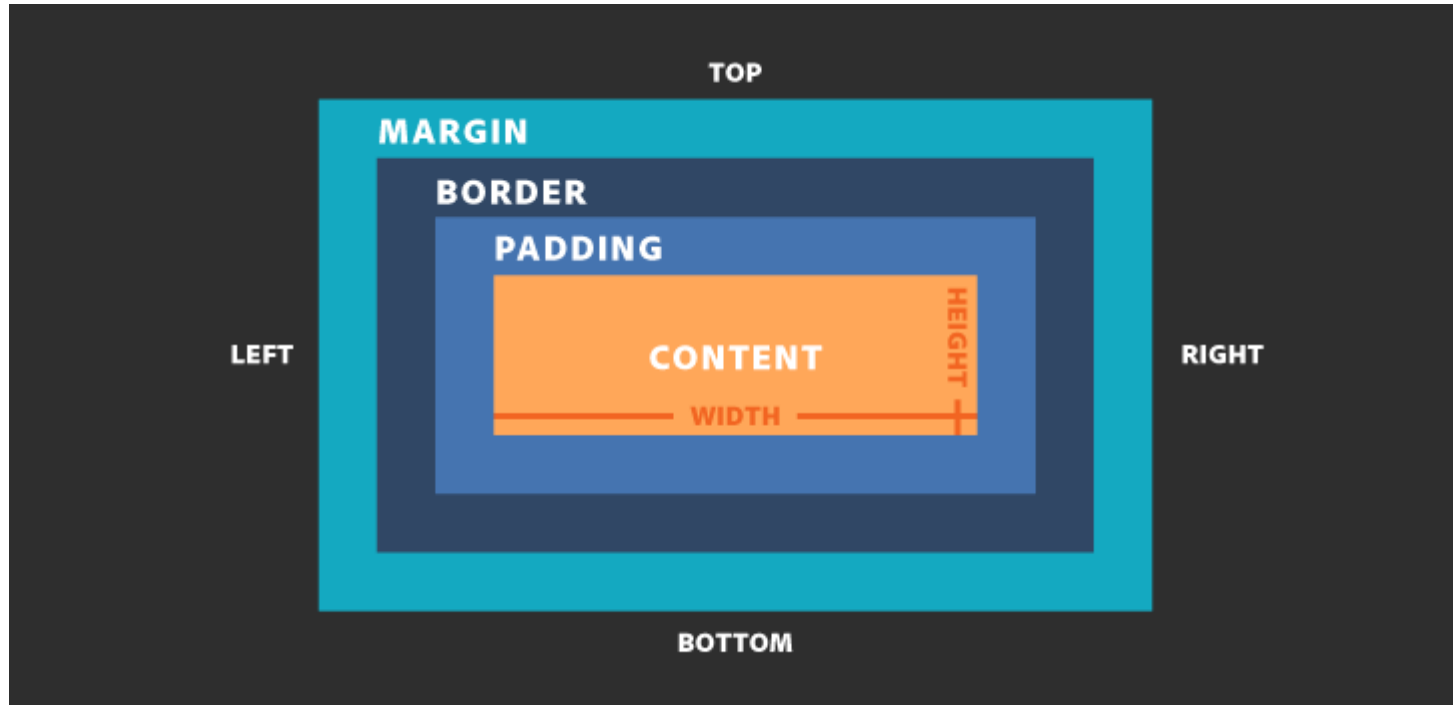 TOP
MARGIN
BORDER
PADDING
HEIGHT
LEFT
CONTENT
RIGHT
WIDTH
BOTTOM